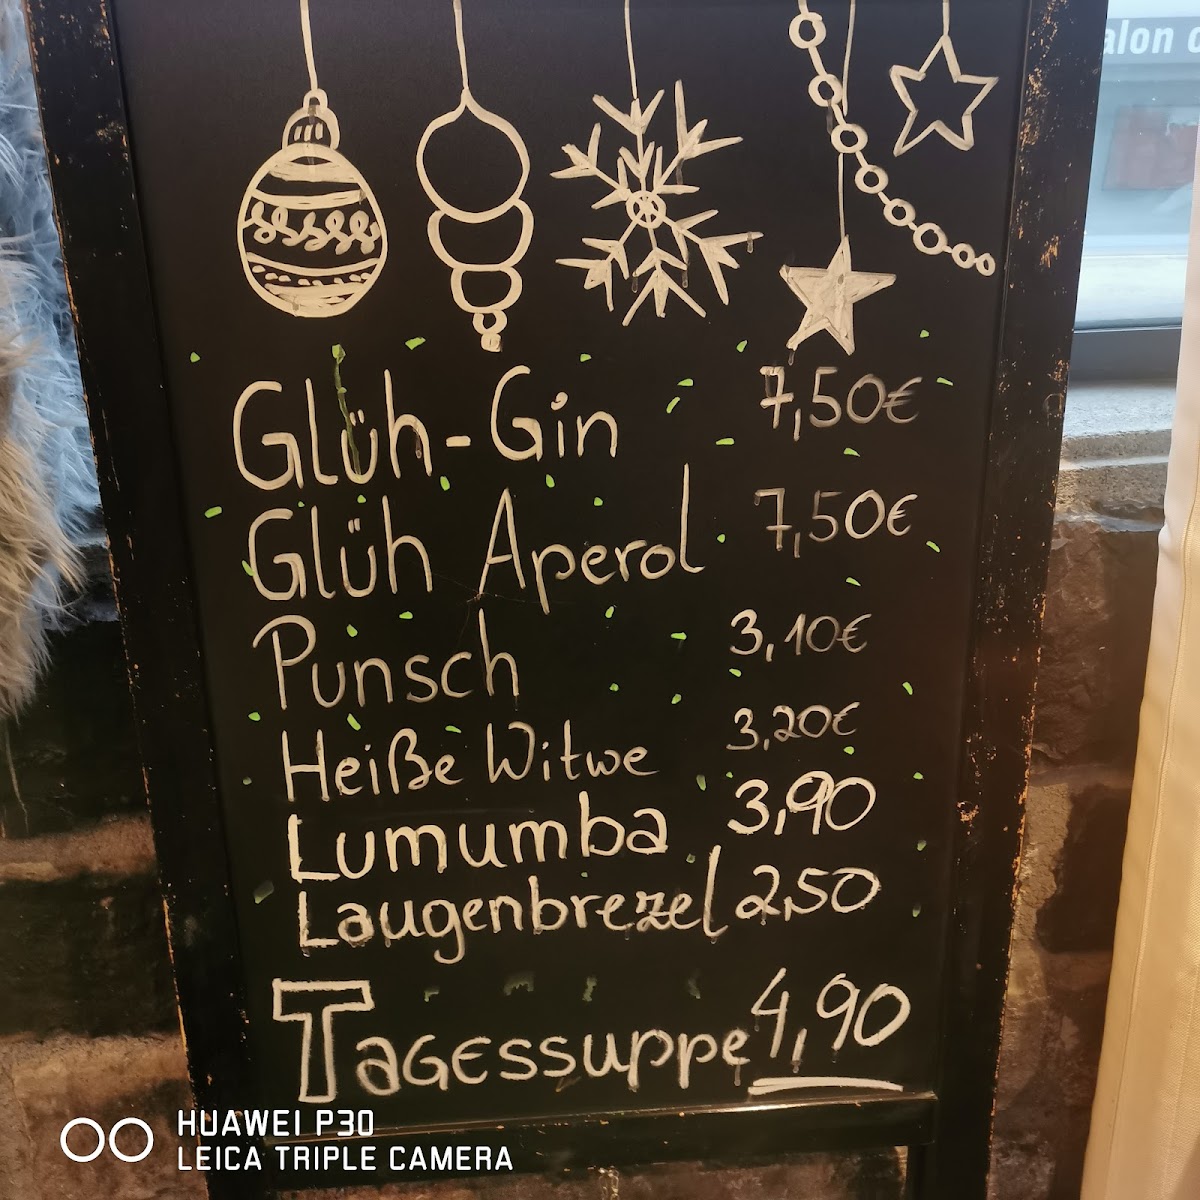 alon
Glüh-Gin 7,50€
Glüh Aperol 7,50€
Punsch 3,10€
Heiße Witwe 3,20€
Lumumba 3,90
Laugenbrezel 2,50
Tagessuppe 4,90
HUAWEI P30
LEICA TRIPLE CAMERA